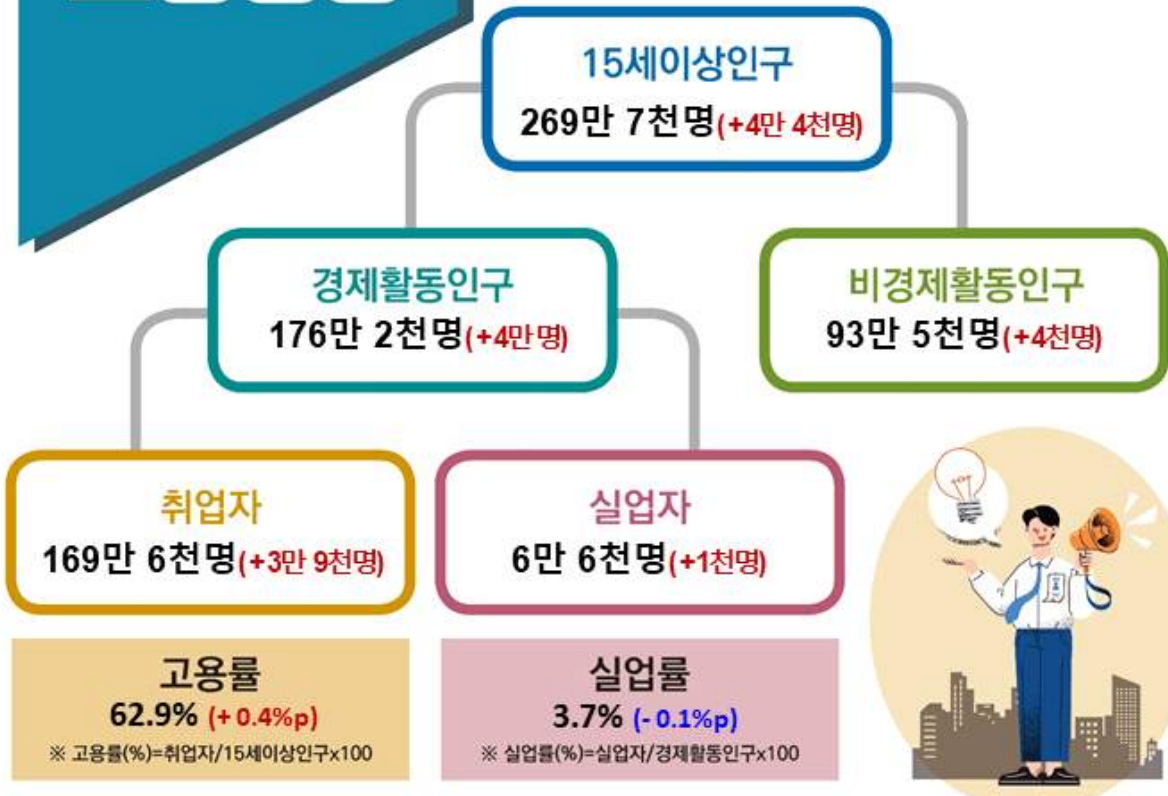 15세이상인구
269만 7천명(+4만 4천명)
경제활동인구
176만 2천명(+4만명)
비경제활동인구
93만 5천명(+4천명)
취업자
169만 6천명(+3만 9천명)
실업자
6만 6천명(+1천명)
고용률
62.9% (+ 0.4%p)
※ 고용률(%)=취업자/15세이상인구x100
실업률
3.7% (- 0.1%p)
※ 실업률(%)=실업자/경제활동인구x100